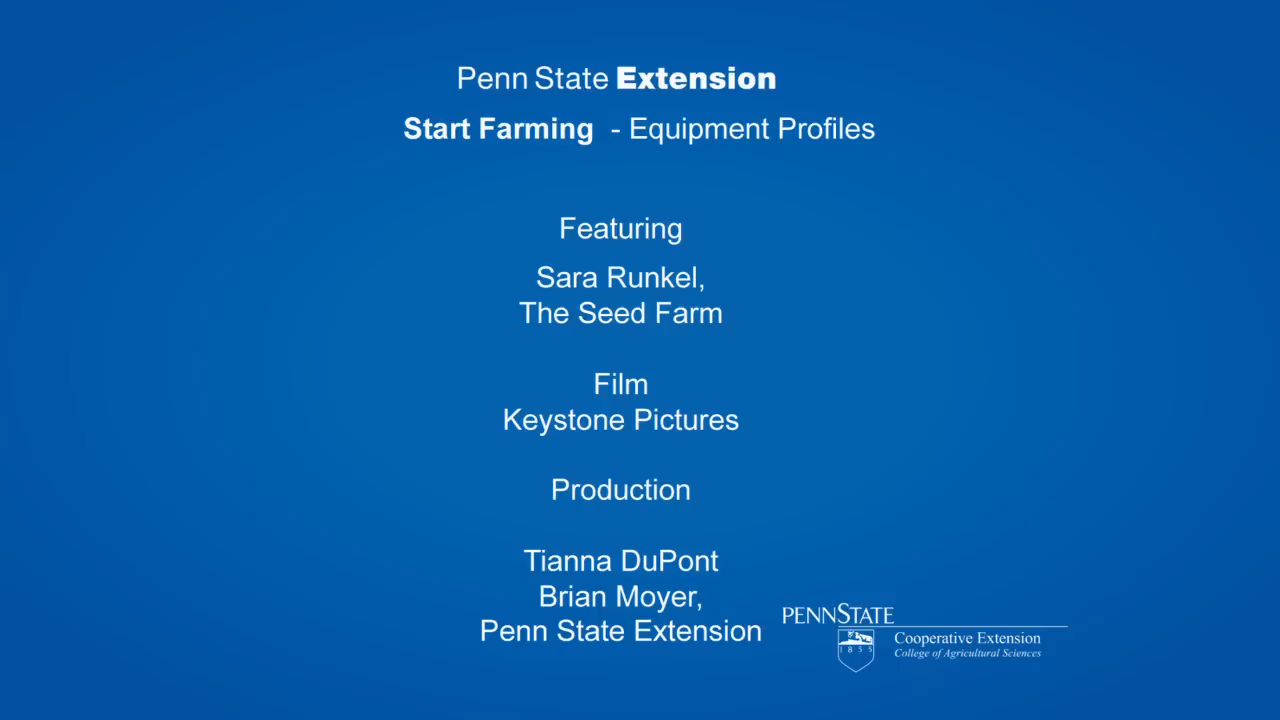 Penn State Extension
Start Farming - Equipment Profiles
Featuring
Sara Runkel,
The Seed Farm
Film
Keystone Pictures
Production
Tianna DuPont
Brian Moyer,
Penn State Extension
PENNSTATE
1855
Cooperative Extension
College of Agricultural Sciences